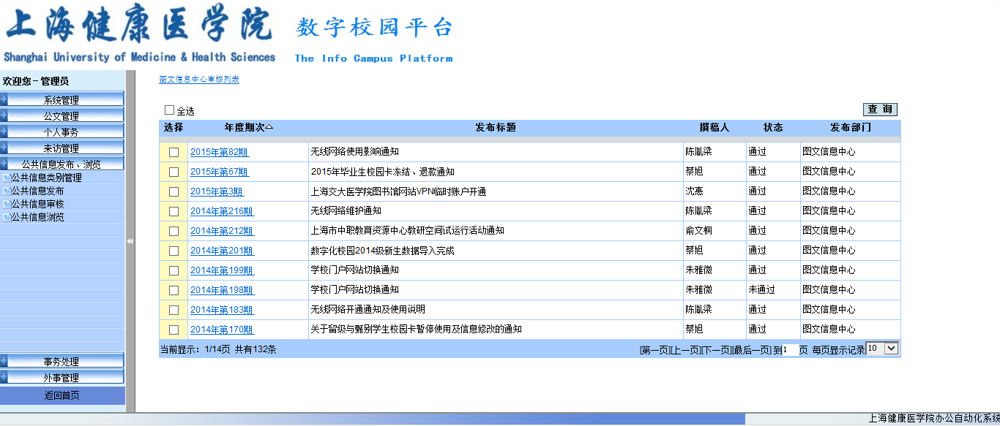 上海健康医学院 数字校园平台
Shanghai University of Medicine & Health Sciences The Info Campus Platform
欢迎您－管理员
系统管理
公文管理
个人事务
来访管理
公共信息发布、浏览
公共信息类别管理
公共信息发布
公共信息审核
公共信息浏览
事务处理
外事管理
返回首页
图文信息中心审核列表
全选 查 询
选择 年度期次△ 发布标题 撰稿人 状态 发布部门
2015年第82期 无线网络使用影响通知 陈胤梁 通过 图文信息中心
2015年第67期 2015年毕业生校园卡冻结、退款通知 蔡旭 通过 图文信息中心
2015年第3期 上海交大医学院图书馆网站VPN临时账户开通 沈惠 通过 图文信息中心
2014年第216期 无线网络维护通知 陈胤梁 通过 图文信息中心
2014年第212期 上海市中职教育资源中心教研空间试运行活动通知 俞文桐 通过 图文信息中心
2014年第201期 数字化校园2014级新生数据导入完成 蔡旭 通过 图文信息中心
2014年第199期 学校门户网站切换通知 朱雅微 通过 图文信息中心
2014年第198期 学校门户网站切换通知 朱雅微 未通过 图文信息中心
2014年第183期 无线网络开通通知及使用说明 陈胤梁 通过 图文信息中心
2014年第170期 关于留级与甄别学生校园卡暂停使用及信息修改的通知 蔡旭 通过 图文信息中心
当前显示：1/14页 共有132条 [第一页][上一页][下一页][最后一页] 到1 页 每页显示记录10
上海健康医学院办公自动化系统